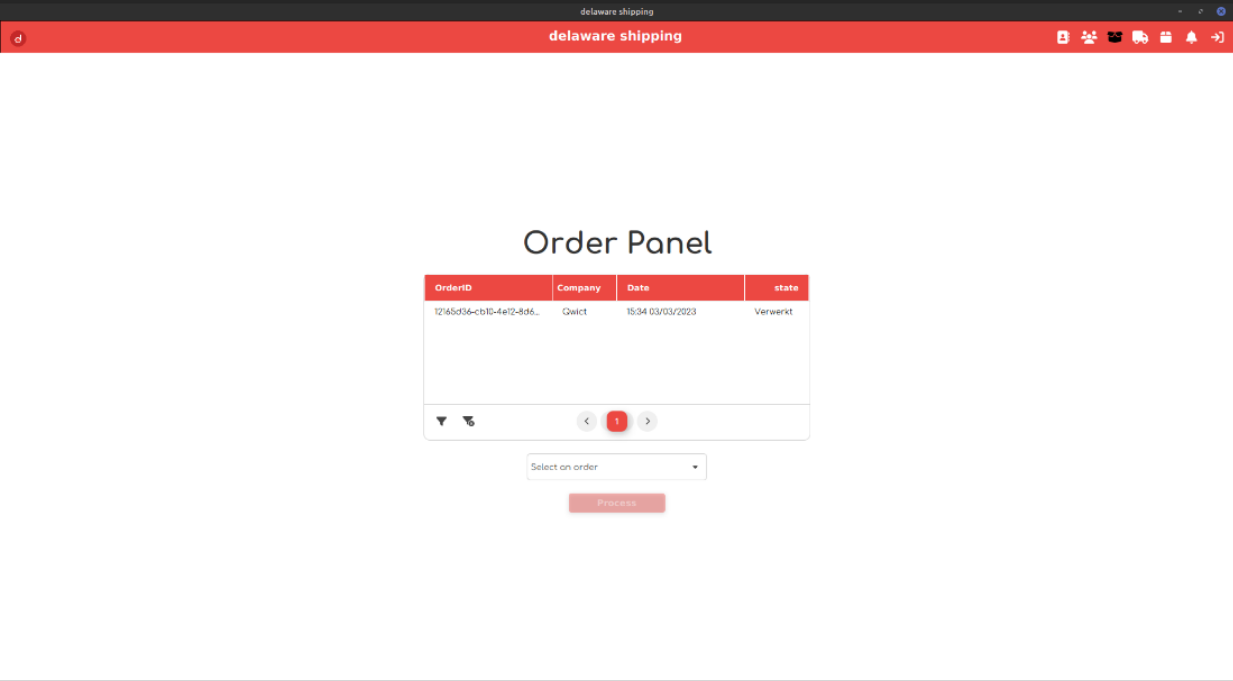 delaware shipping
d
delaware shipping
Order Panel
OrderID Company Date state
12165d36-cb10-4e12-8d6... Qwict 15:34 03/03/2023 Verwerkt
1
Select an order
Process